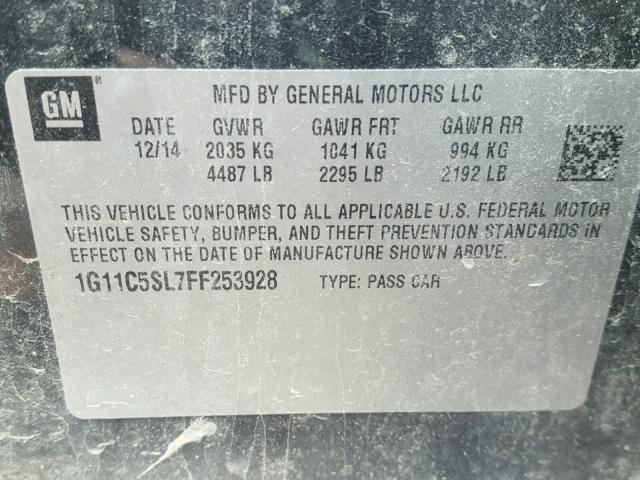 GM ®
MFD BY GENERAL MOTORS LLC
DATE GVWR GAWR FRT GAWR RR
12/14 2035 KG 1041 KG 994 KG
4487 LB 2295 LB 2192 LB
THIS VEHICLE CONFORMS TO ALL APPLICABLE U.S. FEDERAL MOTOR
VEHICLE SAFETY, BUMPER, AND THEFT PREVENTION STANDARDS IN
EFFECT ON THE DATE OF MANUFACTURE SHOWN ABOVE.
1G11C5SL7FF253928 TYPE: PASS CAR